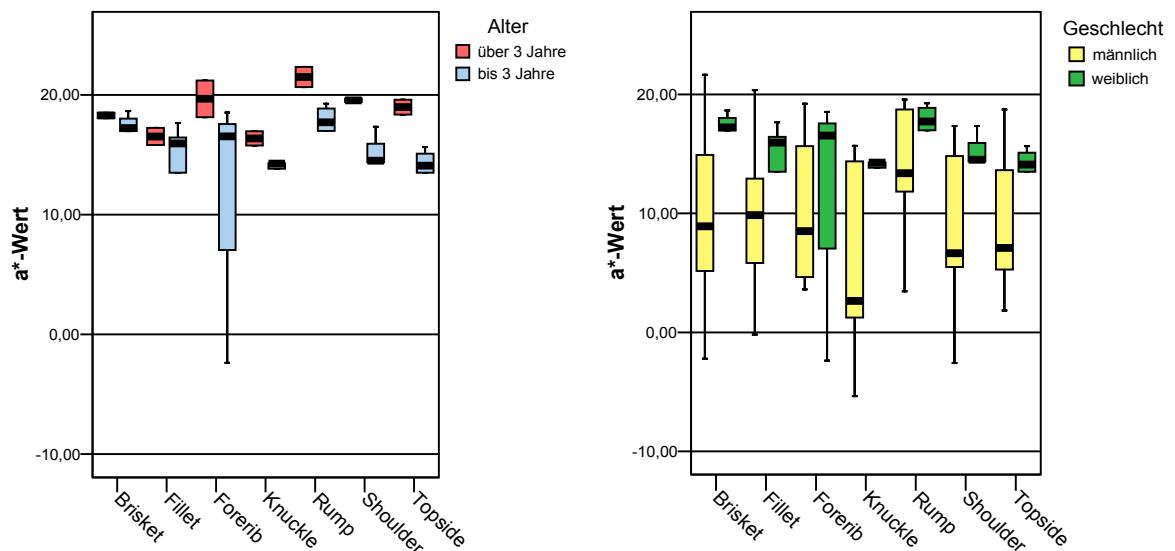 Alter
über 3 Jahre
bis 3 Jahre
a*-Wert
20,00
10,00
0,00
-10,00
Brisket
Fillet
Forerib
Knuckle
Rump
Shoulder
Topside
Geschlecht
männlich
weiblich
a*-Wert
20,00
10,00
0,00
-10,00
Brisket
Fillet
Forerib
Knuckle
Rump
Shoulder
Topside